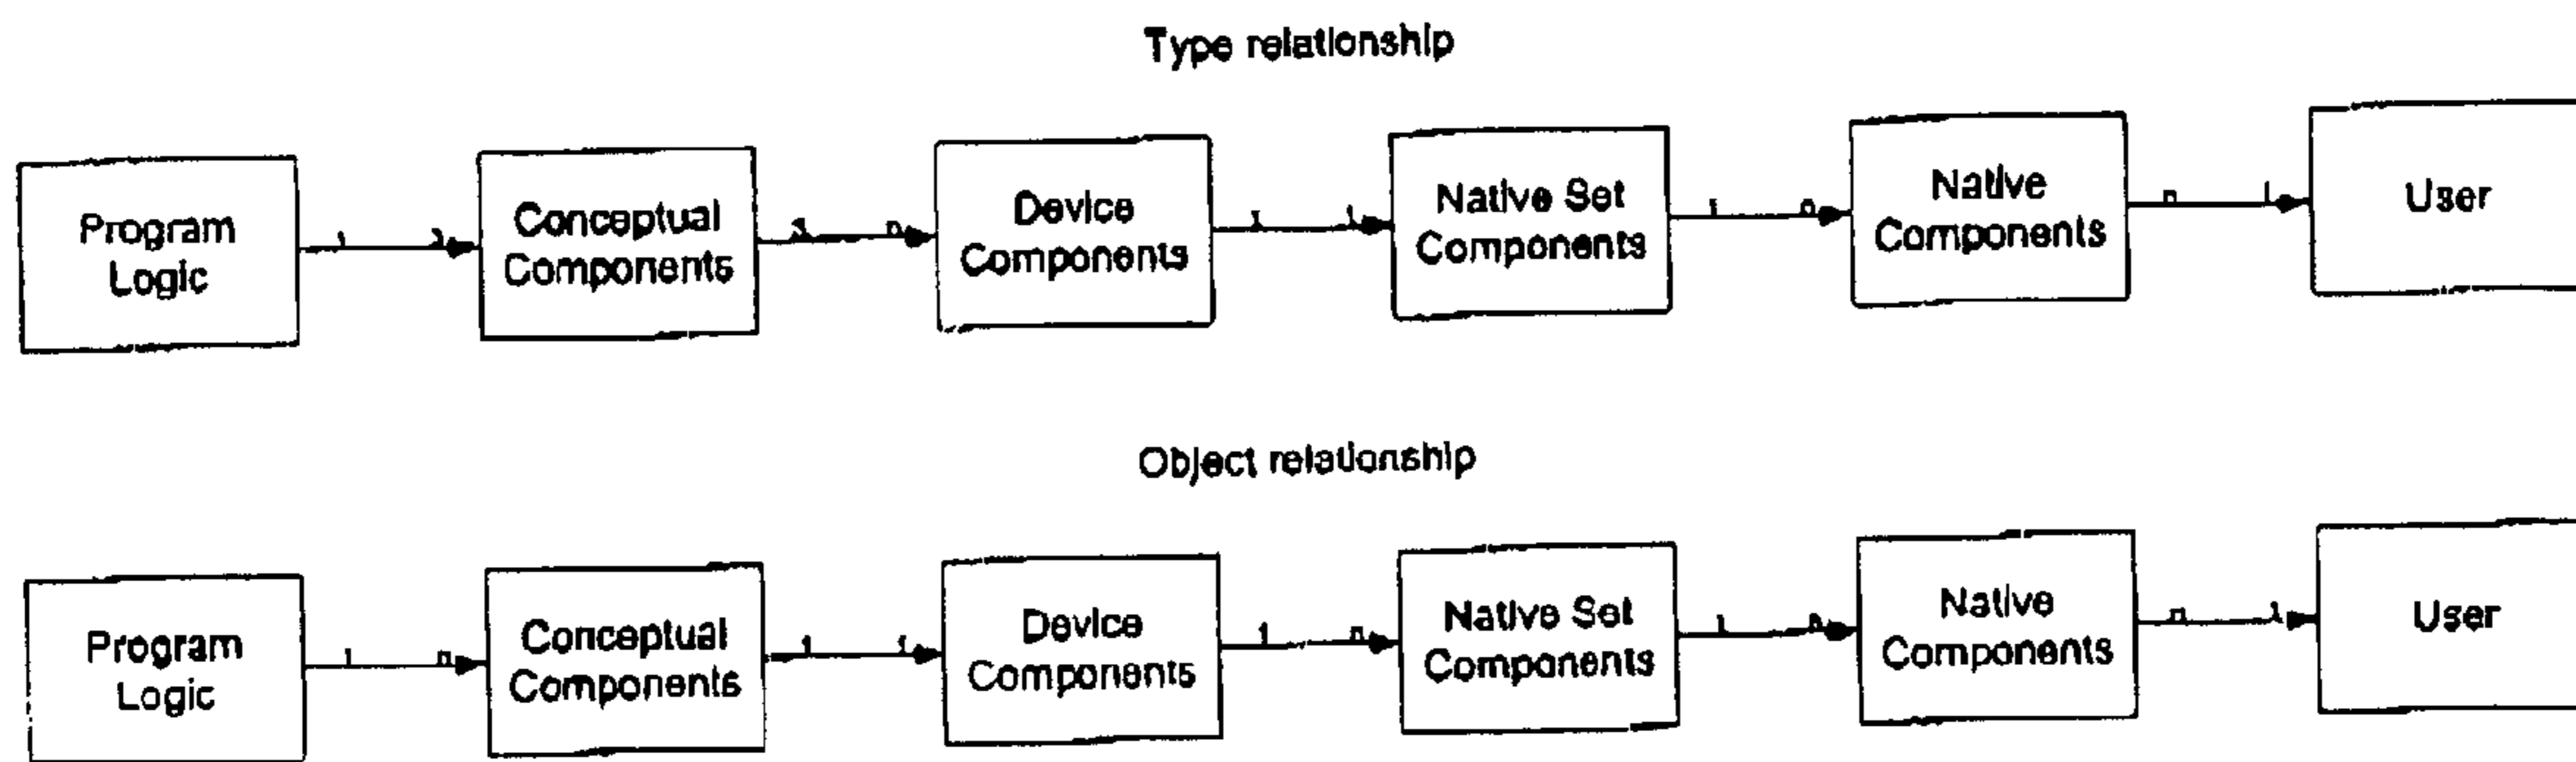 Type relationship
Program
Logic
1
Conceptual
Components
n
Device
Components
1
1
Native Set
Components
1
n
Native
Components
n
1
User
Object relationship
Program
Logic
1
n
Conceptual
Components
1
1
Device
Components
1
n
Native Set
Components
1
n
Native
Components
n
1
User